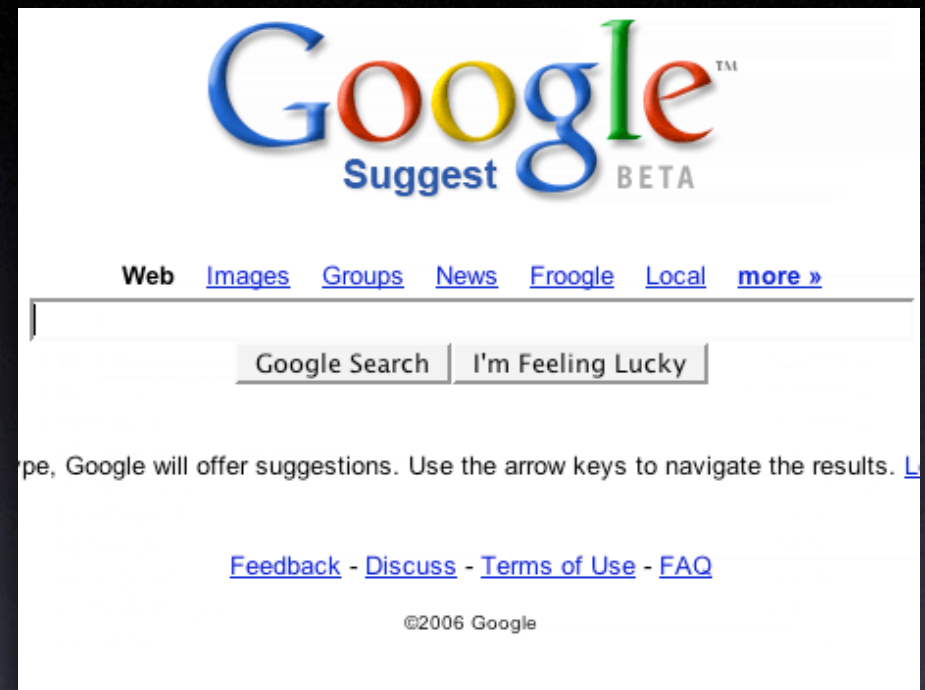 Google™
Suggest BETA
Web Images Groups News Froogle Local more »
Google Search I'm Feeling Lucky
Google will offer suggestions. Use the arrow keys to navigate the results.
Feedback - Discuss - Terms of Use - FAQ
©2006 Google